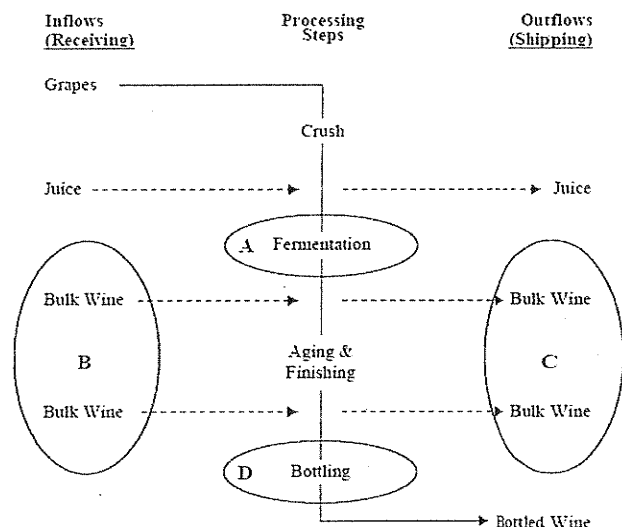 Inflows Processing Outflows
(Receiving) Steps (Shipping)
Grapes
Crush
Juice Juice
A Fermentation
Bulk Wine Bulk Wine
Aging &
B Finishing C
Bulk Wine Bulk Wine
D Bottling
Bottled Wine